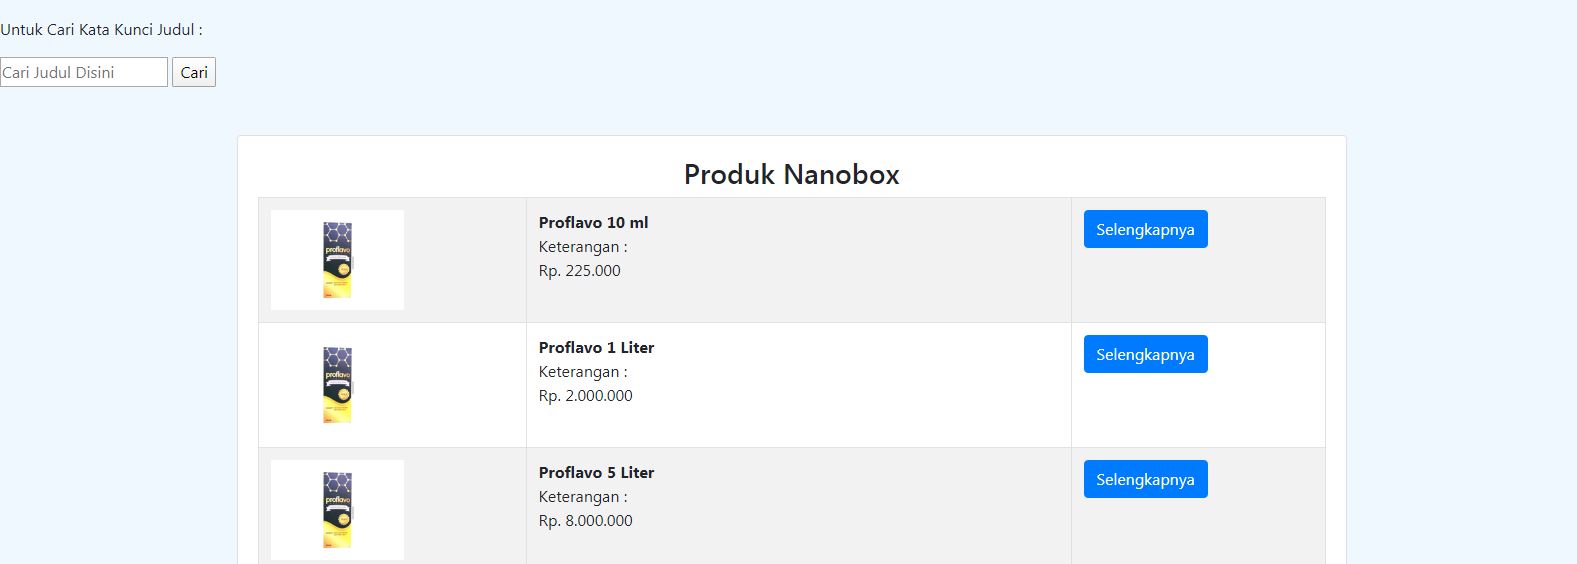 Untuk Cari Kata Kunci Judul :
Cari Judul Disini
Cari
Produk Nanobox
proflavo
Proflavo 10 ml
Keterangan :
Rp. 225.000
Selengkapnya
proflavo
Proflavo 1 Liter
Keterangan :
Rp. 2.000.000
Selengkapnya
proflavo
Proflavo 5 Liter
Keterangan :
Rp. 8.000.000
Selengkapnya